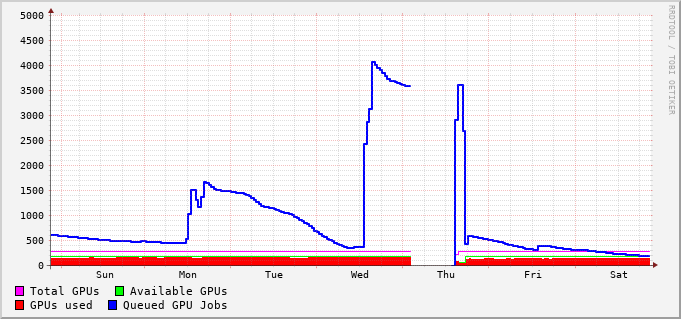 5000
4500
4000
3500
3000
2500
2000
1500
1000
500
0
Sun Mon Tue Wed Thu Fri Sat
Total GPUs Available GPUs
GPUs used Queued GPU Jobs
RRDTOOL / TOBI OETIKER